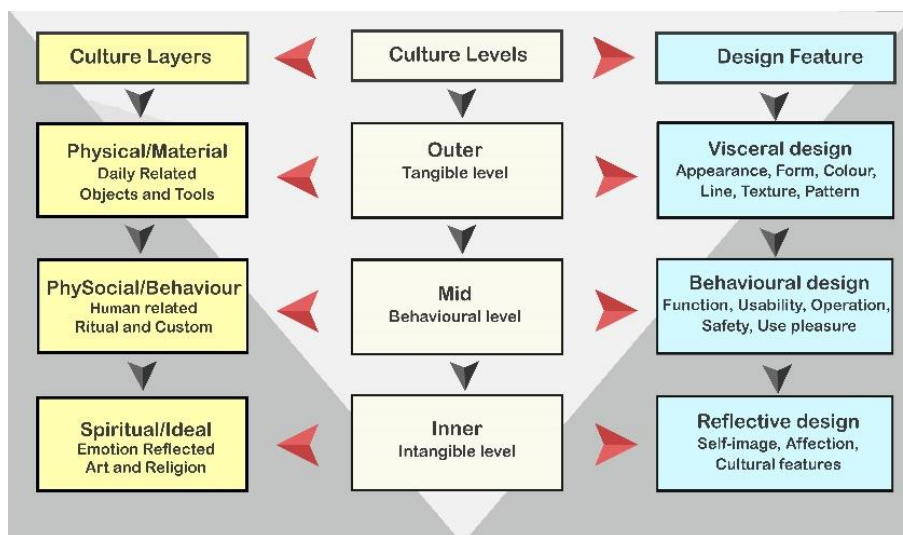 Culture Layers
Culture Levels
Design Feature
Physical/Material
Daily Related
Objects and Tools
Outer
Tangible level
Visceral design
Appearance, Form, Colour,
Line, Texture, Pattern
PhySocial/Behaviour
Human related
Ritual and Custom
Mid
Behavioural level
Behavioural design
Function, Usability, Operation,
Safety, Use pleasure
Spiritual/Ideal
Emotion Reflected
Art and Religion
Inner
Intangible level
Reflective design
Self-image, Affection,
Cultural features